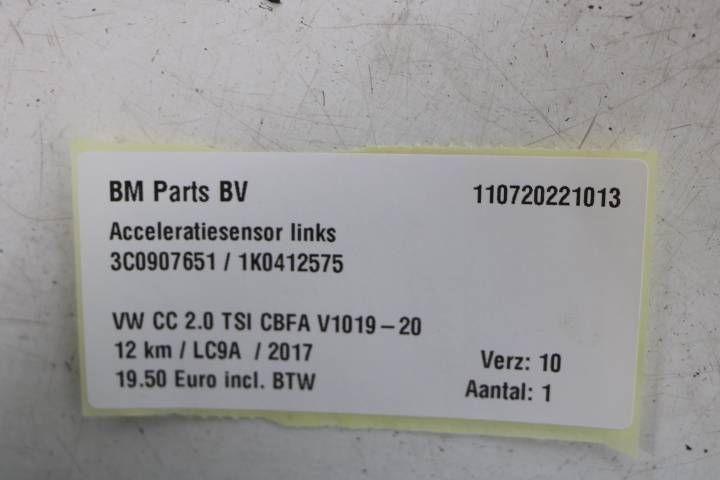 BM Parts BV 110720221013
Acceleratiesensor links
3C0907651 / 1K0412575
VW CC 2.0 TSI CBFA V1019-20
12 km / LC9A / 2017 Verz: 10
19.50 Euro incl. BTW Aantal: 1